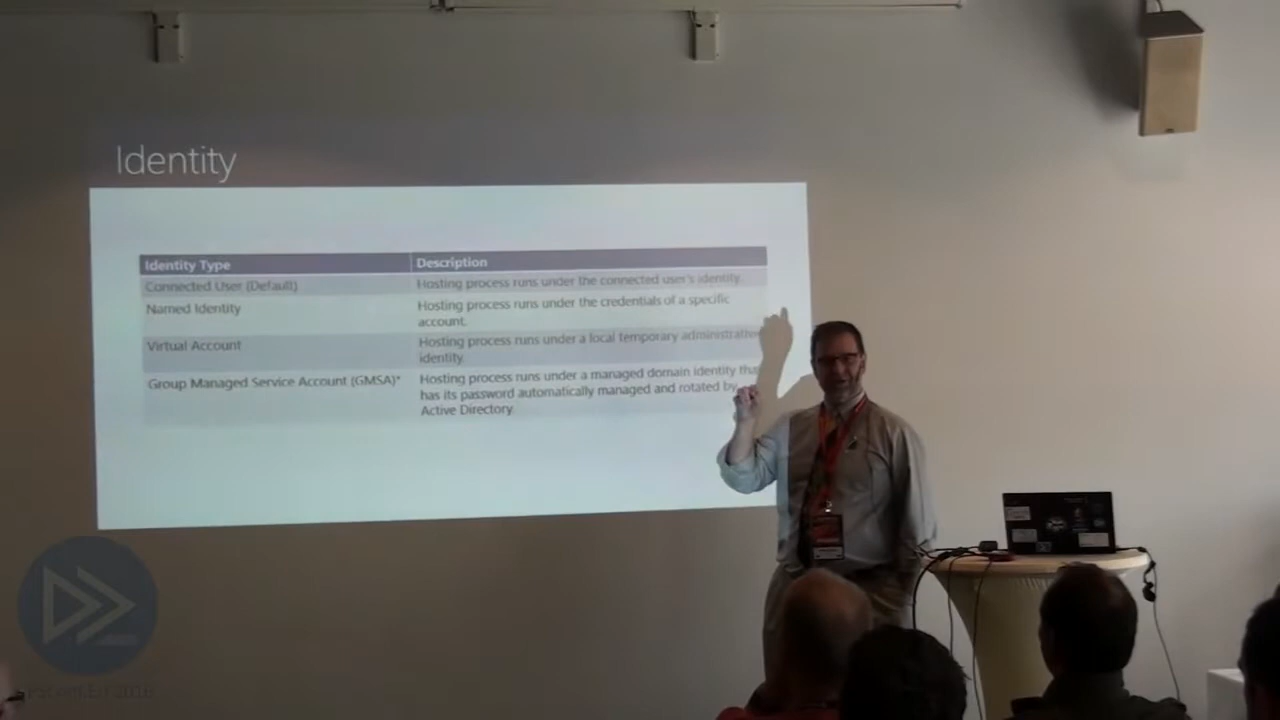 Identity
Identity Type Description
Connected User (Default) Hosting process runs under the connected user's identity.
Named Identity Hosting process runs under the credentials of a specific
account.
Virtual Account Hosting process runs under a local temporary administrative
identity.
Group Managed Service Account (GMSA)* Hosting process runs under a managed domain identity tha
has its password automatically managed and rotated by
Active Directory.